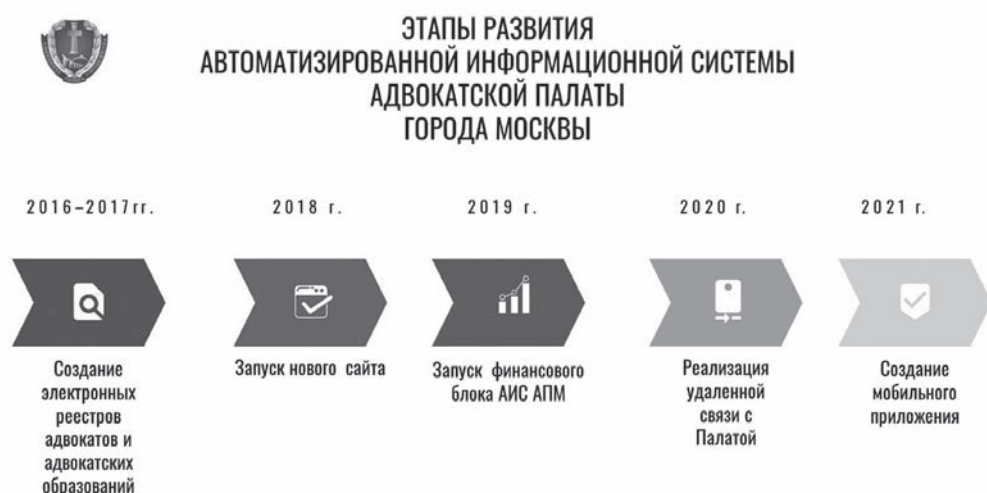 ЭТАПЫ РАЗВИТИЯ
АВТОМАТИЗИРОВАННОЙ ИНФОРМАЦИОННОЙ СИСТЕМЫ
АДВОКАТСКОЙ ПАЛАТЫ
ГОРОДА МОСКВЫ
2016–2017гг.
2018 г.
2019 г.
2020 г.
2021 г.
Создание
электронных
реестров
адвокатов и
адвокатских
образований
Запуск нового сайта
Запуск финансового
блока АИС АПМ
Реализация
удаленной
связи с
Палатой
Создание
мобильного
приложения